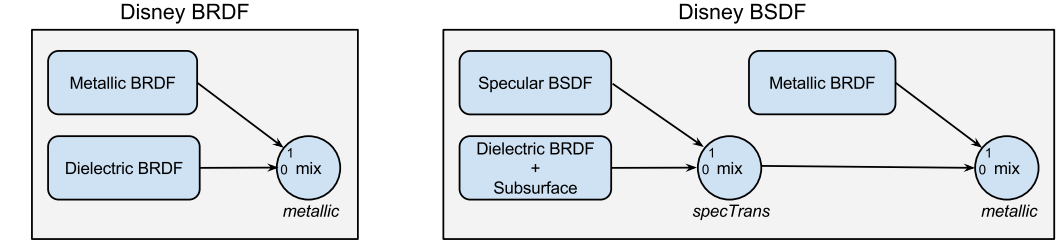 Disney BRDF
Metallic BRDF
Dielectric BRDF
1
0 mix
metallic
Disney BSDF
Specular BSDF
Metallic BRDF
Dielectric BRDF
+
Subsurface
1
0 mix
specTrans
1
0 mix
metallic